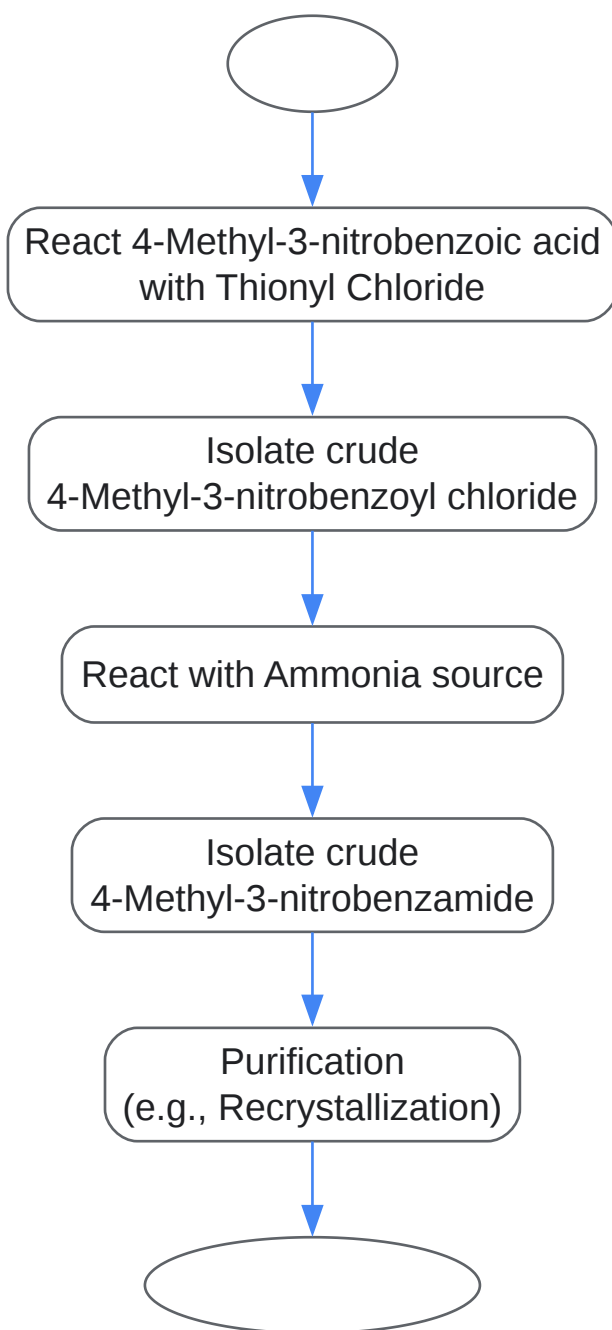 React 4-Methyl-3-nitrobenzoic acid
with Thionyl Chloride
Isolate crude
4-Methyl-3-nitrobenzoyl chloride
React with Ammonia source
Isolate crude
4-Methyl-3-nitrobenzamide
Purification
(e.g., Recrystallization)